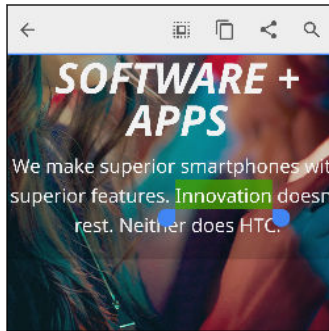 SOFTWARE +
APPS
We make superior smartphones wit
superior features. Innovation doesn
rest. Neither does HTC.